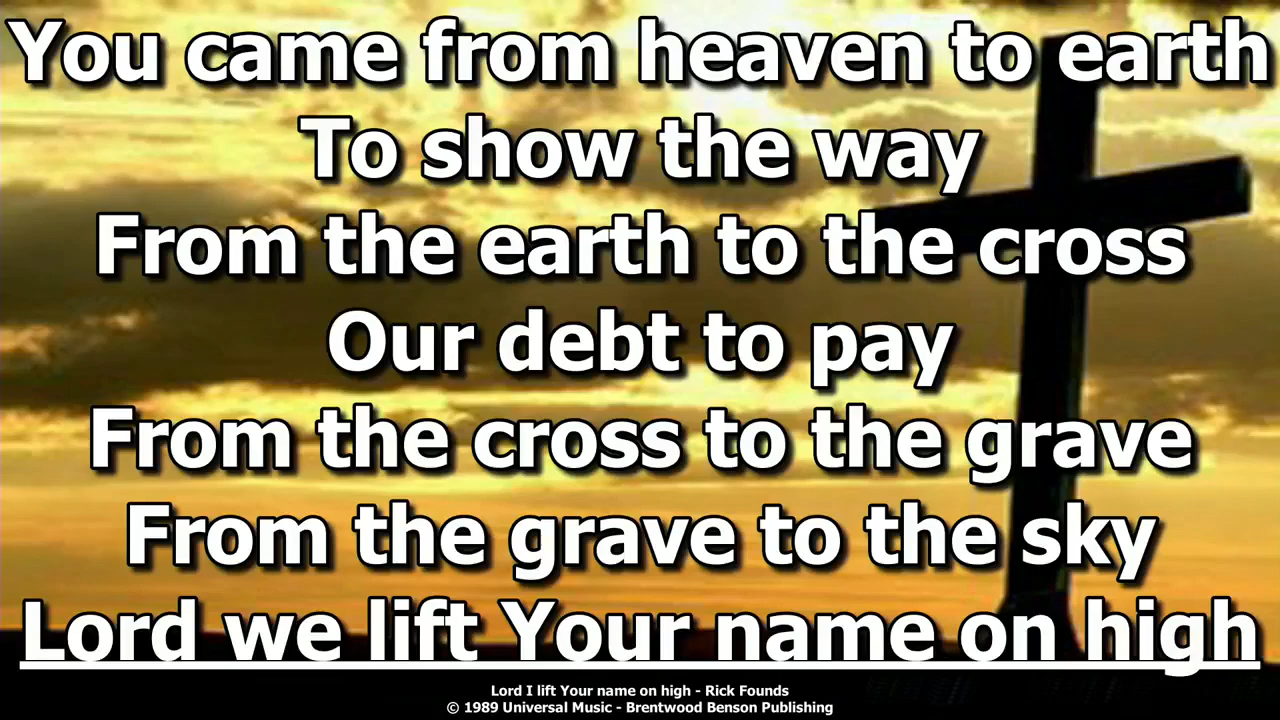 You came from heaven to earth
To show the way
From the earth to the cross
Our debt to pay
From the cross to the grave
From the grave to the sky
Lord we lift Your name on high
Lord I lift Your name on high - Rick Founds
© 1989 Universal Music - Brentwood Benson Publishing